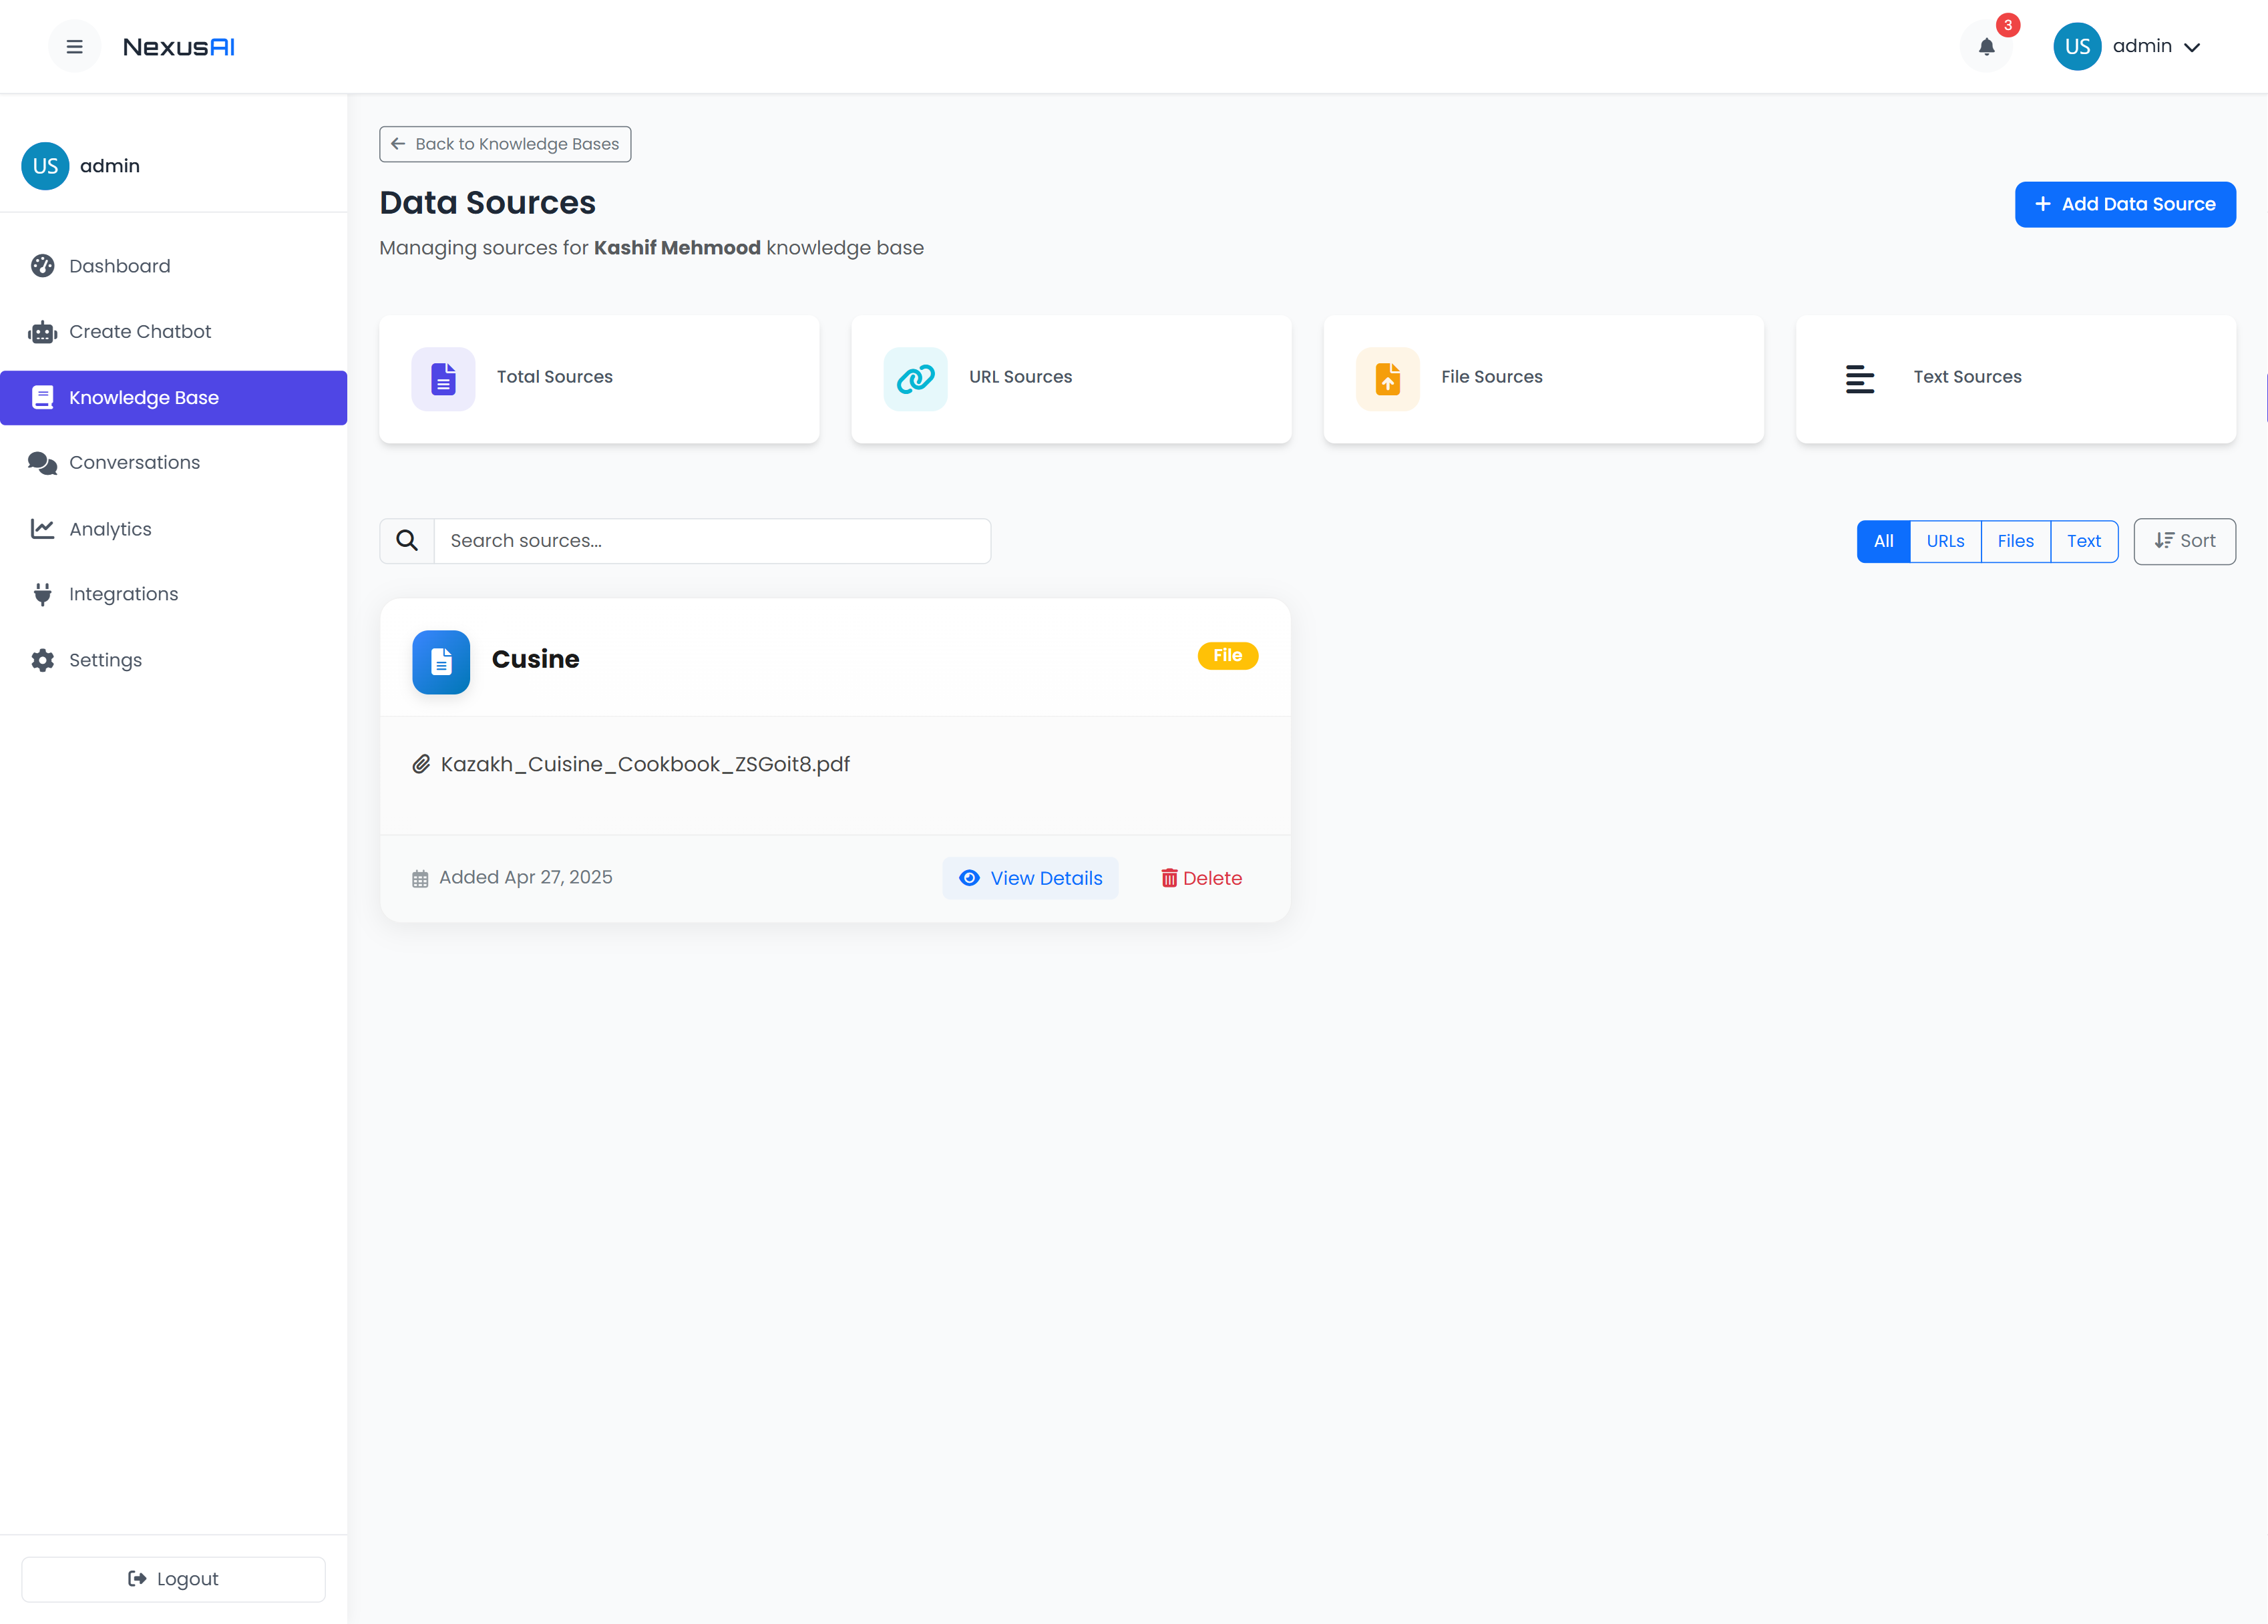 NexusAI
3
US
admin
US
admin
Dashboard
Create Chatbot
Knowledge Base
Conversations
Analytics
Integrations
Settings
Logout
Back to Knowledge Bases
Data Sources
Add Data Source
Managing sources for Kashif Mehmood knowledge base
Total Sources
URL Sources
File Sources
Text Sources
Search sources...
All
URLs
Files
Text
Sort
Cusine
File
Kazakh_Cuisine_Cookbook_ZSGoit8.pdf
Added Apr 27, 2025
View Details
Delete